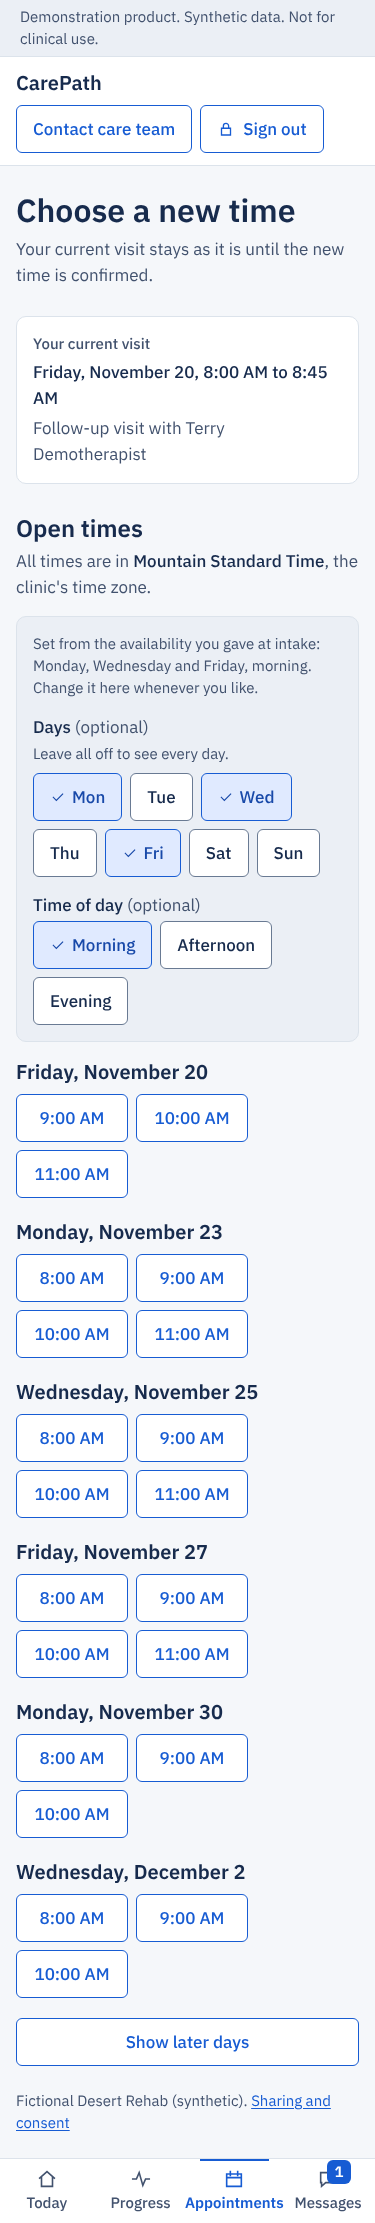 Demonstration product. Synthetic data. Not for
clinical use.
CarePath
Contact care team
Sign out
Choose a new time
Your current visit stays as it is until the new
time is confirmed.
Your current visit
Friday, November 20, 8:00 AM to 8:45
AM
Follow-up visit with Terry
Demotherapist
Open times
All times are in Mountain Standard Time, the
clinic's time zone.
Set from the availability you gave at intake:
Monday, Wednesday and Friday, morning.
Change it here whenever you like.
Days (optional)
Leave all off to see every day.
Mon Tue Wed
Thu Fri Sat Sun
Time of day (optional)
Morning Afternoon
Evening
Friday, November 20
9:00 AM 10:00 AM
11:00 AM
Monday, November 23
8:00 AM 9:00 AM
10:00 AM 11:00 AM
Wednesday, November 25
8:00 AM 9:00 AM
10:00 AM 11:00 AM
Friday, November 27
8:00 AM 9:00 AM
10:00 AM 11:00 AM
Monday, November 30
8:00 AM 9:00 AM
10:00 AM
Wednesday, December 2
8:00 AM 9:00 AM
10:00 AM
Show later days
Fictional Desert Rehab (synthetic). Sharing and
consent
1
Today Progress Appointments Messages